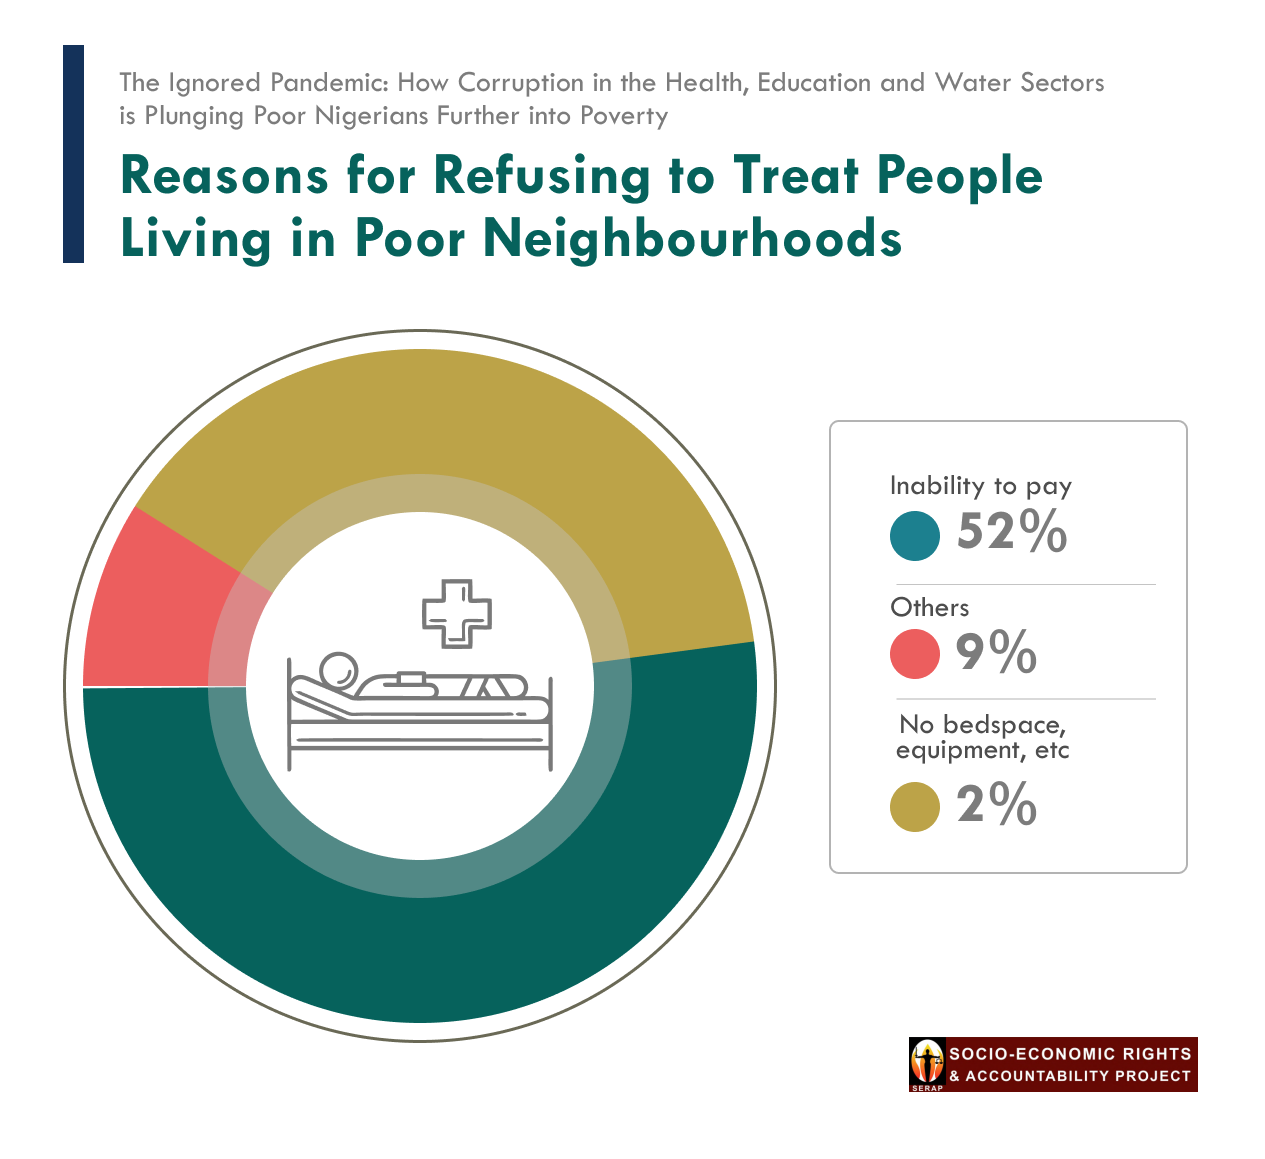 The Ignored Pandemic: How Corruption in the Health, Education and Water Sectors
is Plunging Poor Nigerians Further into Poverty
Reasons for Refusing to Treat People
Living in Poor Neighbourhoods
Inability to pay
52%
Others
9%
No bedspace,
equipment, etc
2%
SOCIO-ECONOMIC RIGHTS
& ACCOUNTABILITY PROJECT
SERAP